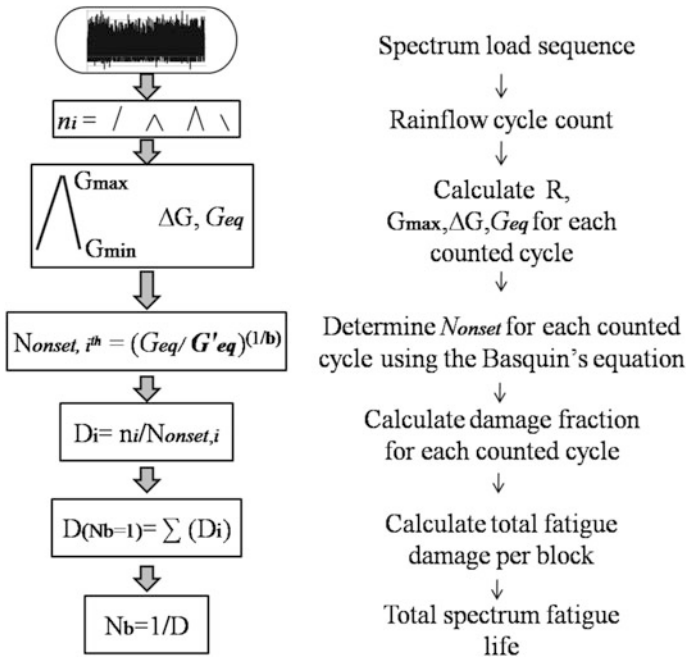 Spectrum load sequence
nᵢ =
Rainflow cycle count
Gmax
ΔG, Geq
Gmin
Calculate R,
Gmax,ΔG,Geq for each
counted cycle
Nonset, iᵗʰ = (Geq/ G'eq)^(1/b)
Determine Nonset for each counted
cycle using the Basquin's equation
Di= ni/Nonset,i
Calculate damage fraction
for each counted cycle
D(Nb=1)= ∑ (Di)
Calculate total fatigue
damage per block
Nb=1/D
Total spectrum fatigue
life